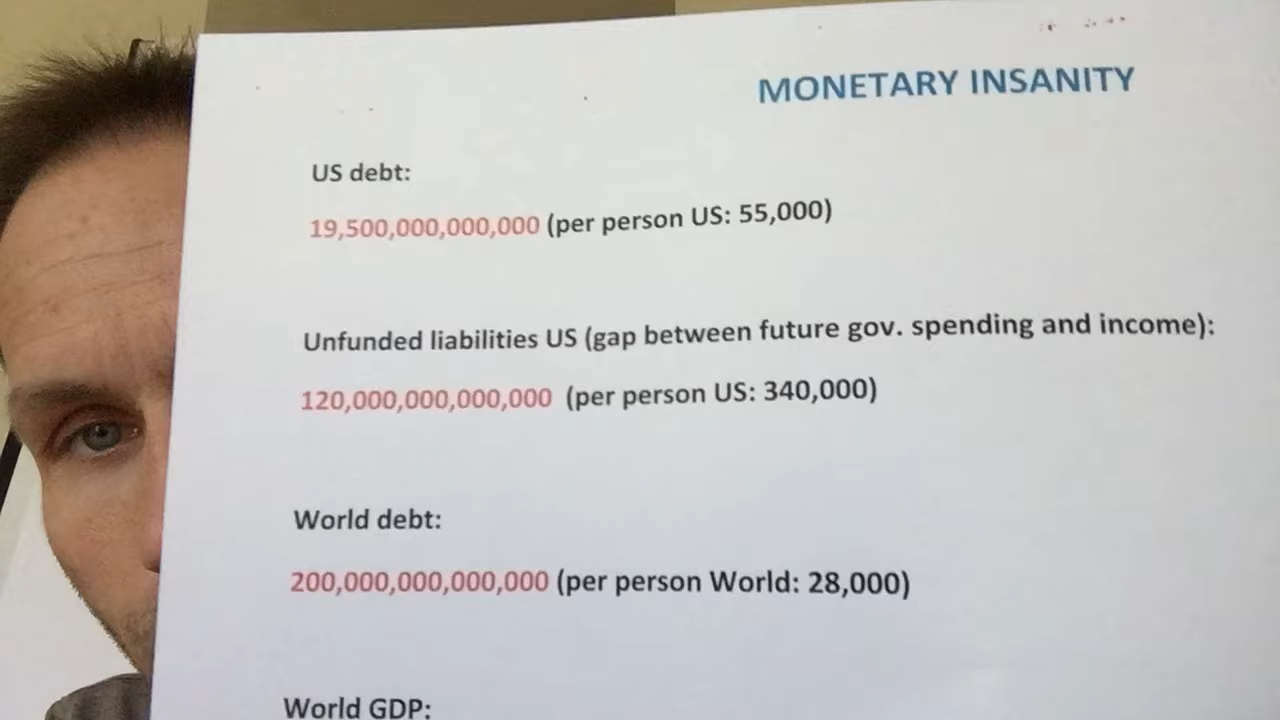 MONETARY INSANITY
US debt:
19,500,000,000,000 (per person US: 55,000)
Unfunded liabilities US (gap between future gov. spending and income):
120,000,000,000,000 (per person US: 340,000)
World debt:
200,000,000,000,000 (per person World: 28,000)
World GDP: